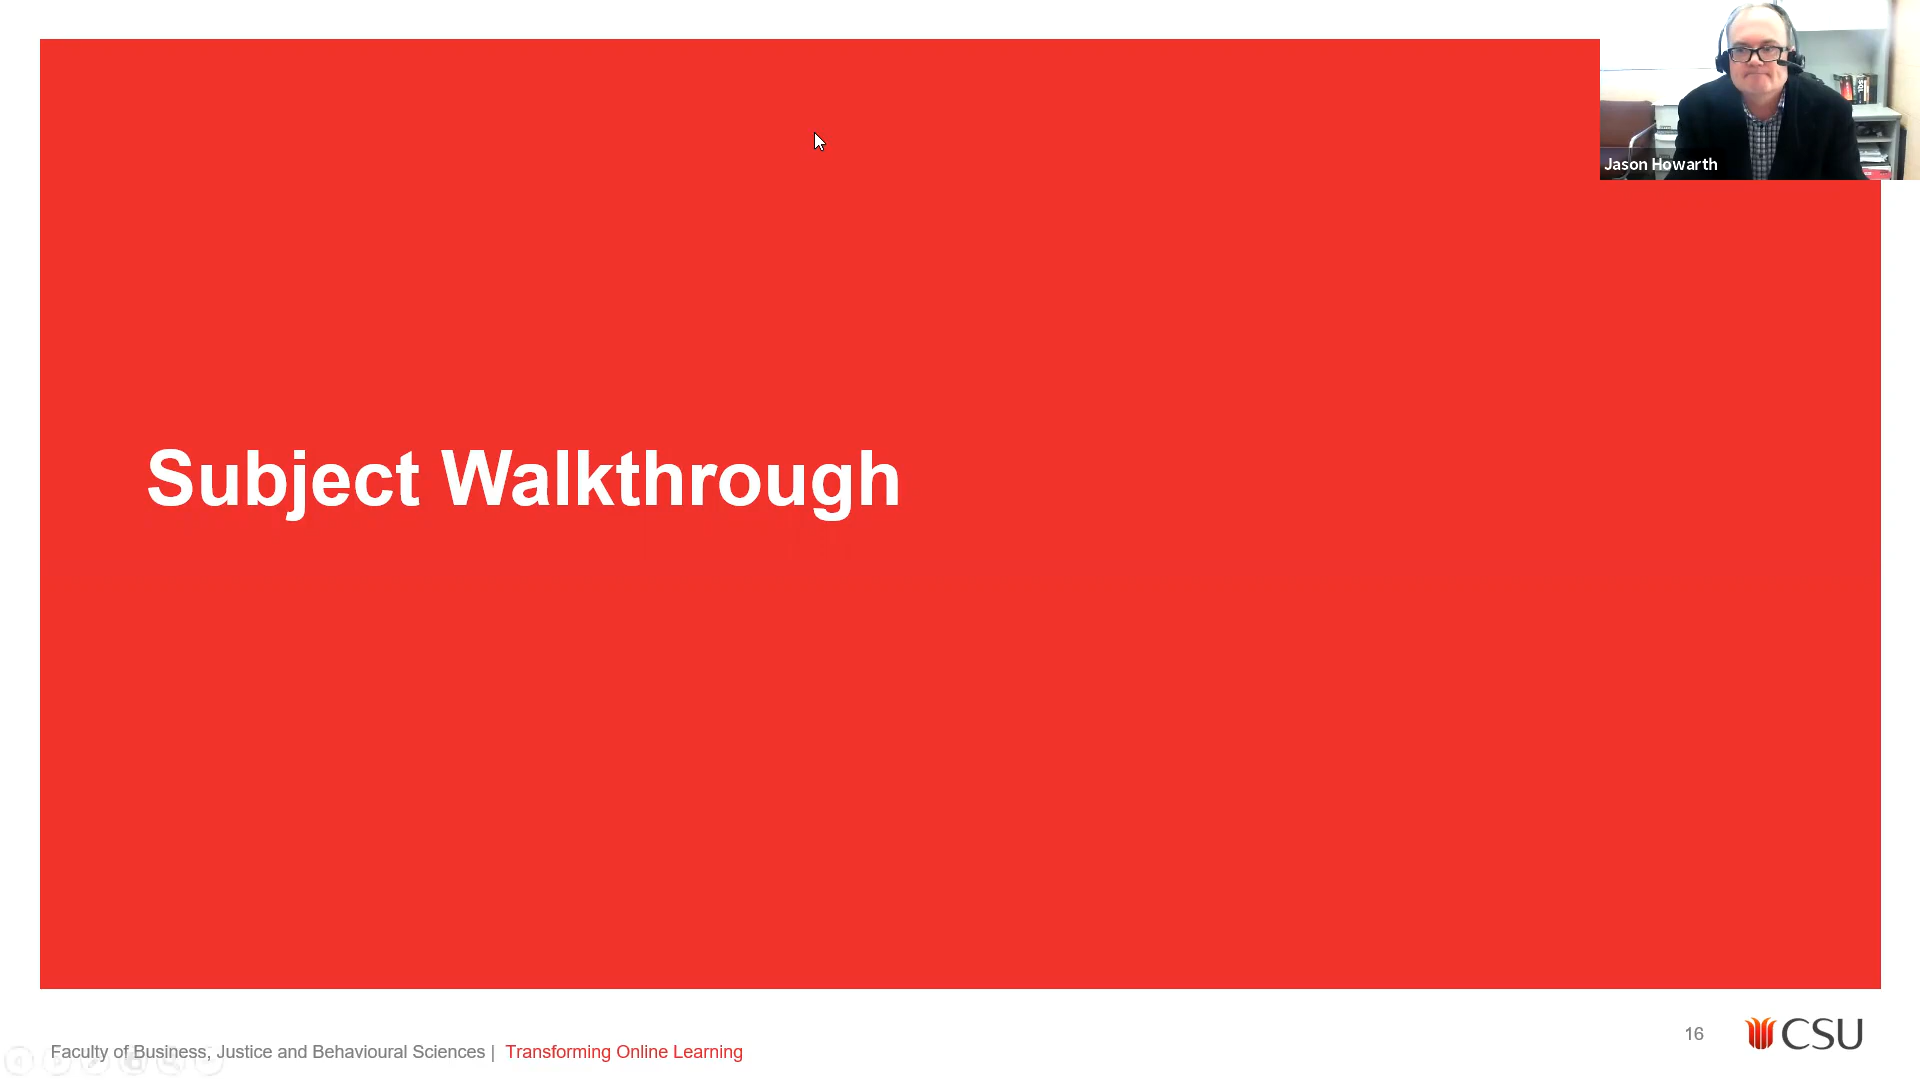 Jason Howarth
Subject Walkthrough
16
CSU
Faculty of Business, Justice and Behavioural Sciences | Transforming Online Learning